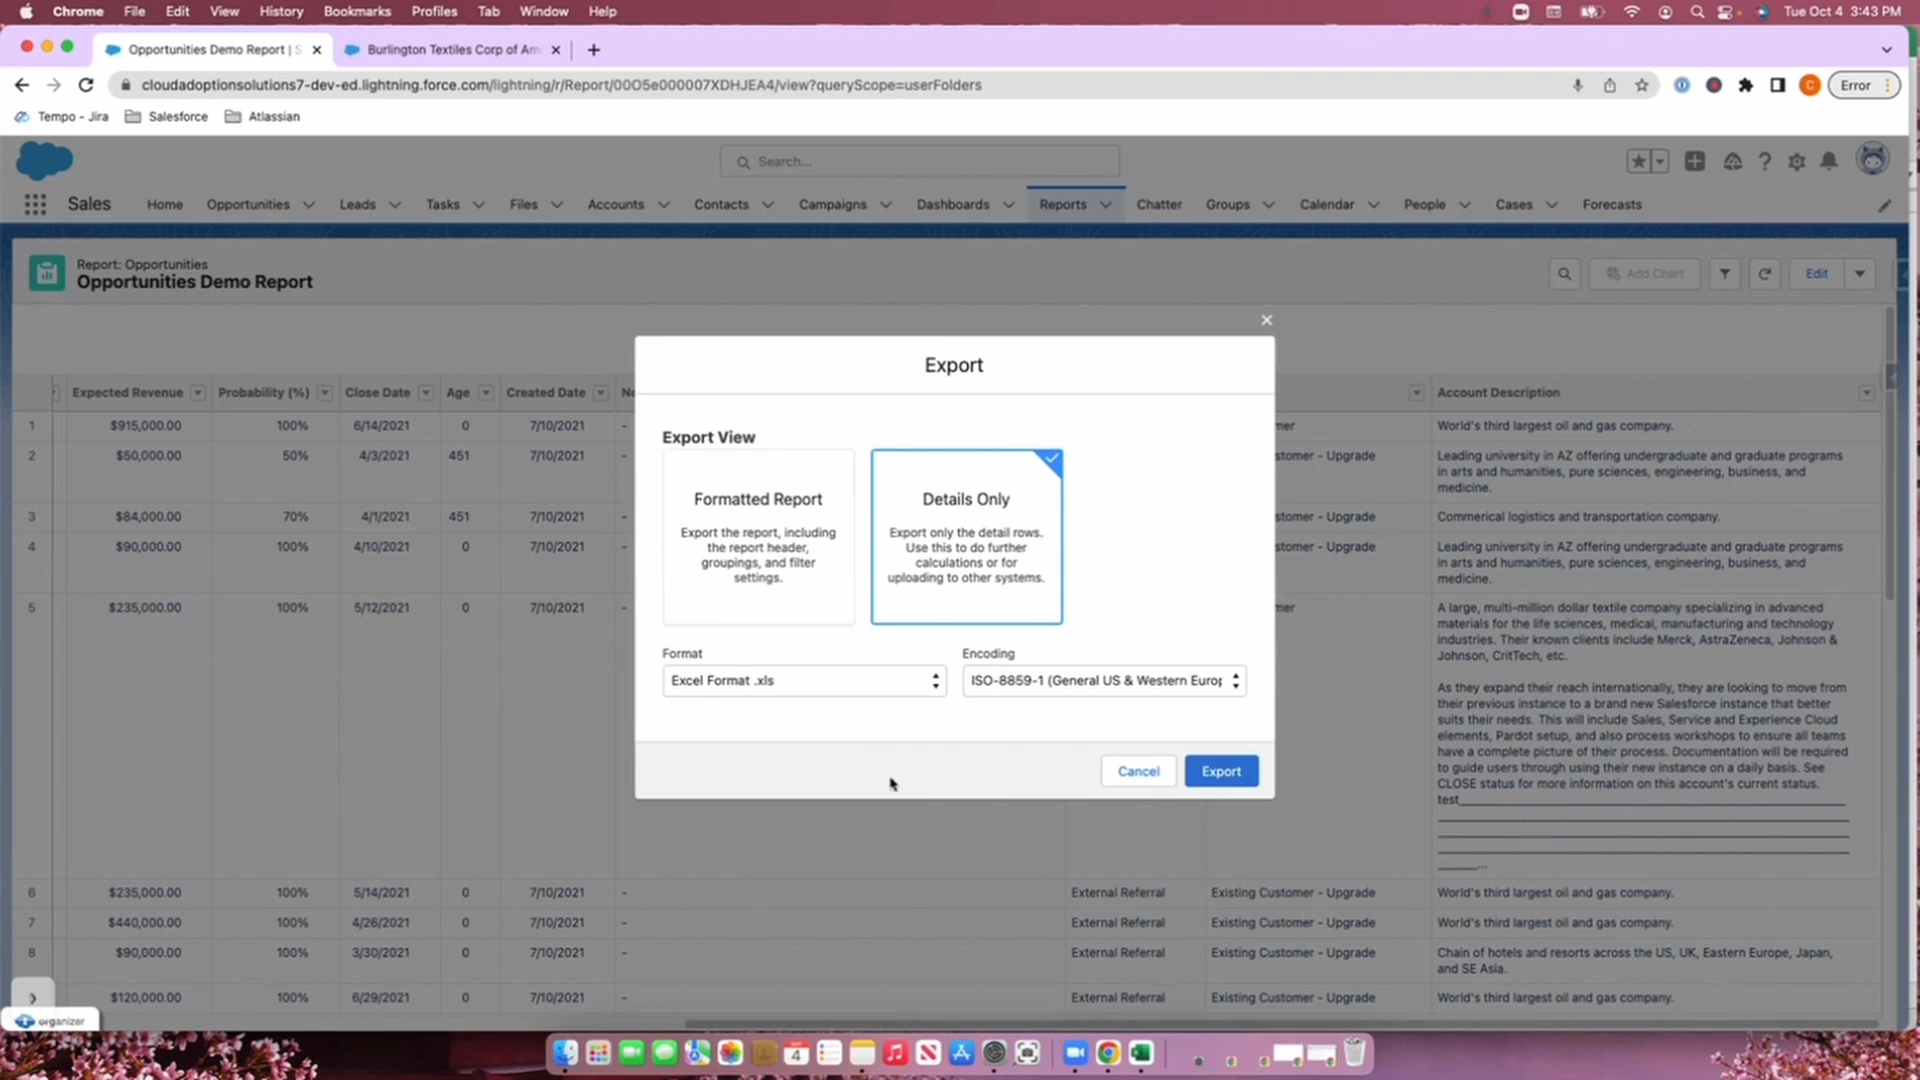 Chrome File Edit View History Bookmarks Profiles Tab Window Help Tue Oct 4 3:43 PM
Opportunities Demo Report | S Burlington Textiles Corp of Am
cloudadoptionsolutions7-dev-ed.lightning.force.com/lightning/r/Report/00O5e000007XDHJEA4/view?queryScope=userFolders Error
Tempo - Jira Salesforce Atlassian
Search...
Sales Home Opportunities Leads Tasks Files Accounts Contacts Campaigns Dashboards Reports Chatter Groups Calendar People Cases Forecasts
Report: Opportunities
Opportunities Demo Report
Add Chart Edit
Export
Expected Revenue Probability (%) Close Date Age Created Date Ne Account Description
1 $915,000.00 100% 6/14/2021 0 7/10/2021 - mer World's third largest oil and gas company.
2 $50,000.00 50% 4/3/2021 451 7/10/2021 - stomer - Upgrade Leading university in AZ offering undergraduate and graduate programs
in arts and humanities, pure sciences, engineering, business, and
medicine.
3 $84,000.00 70% 4/1/2021 451 7/10/2021 - stomer - Upgrade Commerical logistics and transportation company.
4 $90,000.00 100% 4/10/2021 0 7/10/2021 - stomer - Upgrade Leading university in AZ offering undergraduate and graduate programs
in arts and humanities, pure sciences, engineering, business, and
medicine.
5 $235,000.00 100% 5/12/2021 0 7/10/2021 - mer A large, multi-million dollar textile company specializing in advanced
materials for the life sciences, medical, manufacturing and technology
industries. Their known clients include Merck, AstraZeneca, Johnson &
Johnson, CritTech, etc.
As they expand their reach internationally, they are looking to move from
their previous instance to a brand new Salesforce instance that better
suits their needs. This will include Sales, Service and Experience Cloud
elements, Pardot setup, and also process workshops to ensure all teams
have a complete picture of their process. Documentation will be required
to guide users through using their new instance on a daily basis. See
CLOSE status for more information on this account's current status.
test
...
Export View
Formatted Report
Export the report, including
the report header,
groupings, and filter
settings.
Details Only
Export only the detail rows.
Use this to do further
calculations or for
uploading to other systems.
Format Encoding
Excel Format .xls ISO-8859-1 (General US & Western Europ
Cancel Export
6 $235,000.00 100% 5/14/2021 0 7/10/2021 - External Referral Existing Customer - Upgrade World's third largest oil and gas company.
7 $440,000.00 100% 4/26/2021 0 7/10/2021 - External Referral Existing Customer - Upgrade World's third largest oil and gas company.
8 $90,000.00 100% 3/30/2021 0 7/10/2021 - External Referral Existing Customer - Upgrade Chain of hotels and resorts across the US, UK, Eastern Europe, Japan,
and SE Asia.
$120,000.00 100% 6/29/2021 0 7/10/2021 - External Referral Existing Customer - Upgrade World's third largest oil and gas company.
organizer